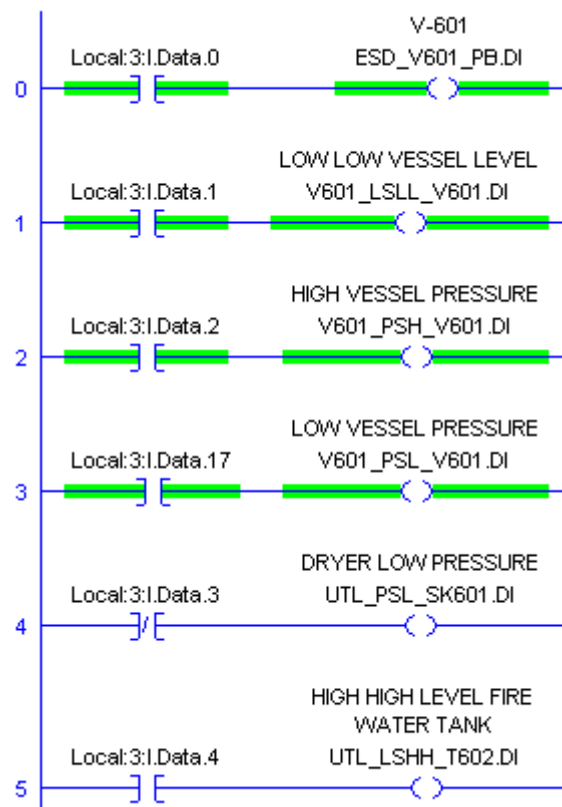 V-601
Local:3:I.Data.0 ESD_V601_PB.DI
0
LOW LOW VESSEL LEVEL
Local:3:I.Data.1 V601_LSLL_V601.DI
1
HIGH VESSEL PRESSURE
Local:3:I.Data.2 V601_PSH_V601.DI
2
LOW VESSEL PRESSURE
Local:3:I.Data.17 V601_PSL_V601.DI
3
DRYER LOW PRESSURE
Local:3:I.Data.3 UTL_PSL_SK601.DI
4
HIGH HIGH LEVEL FIRE
WATER TANK
Local:3:I.Data.4 UTL_LSHH_T602.DI
5